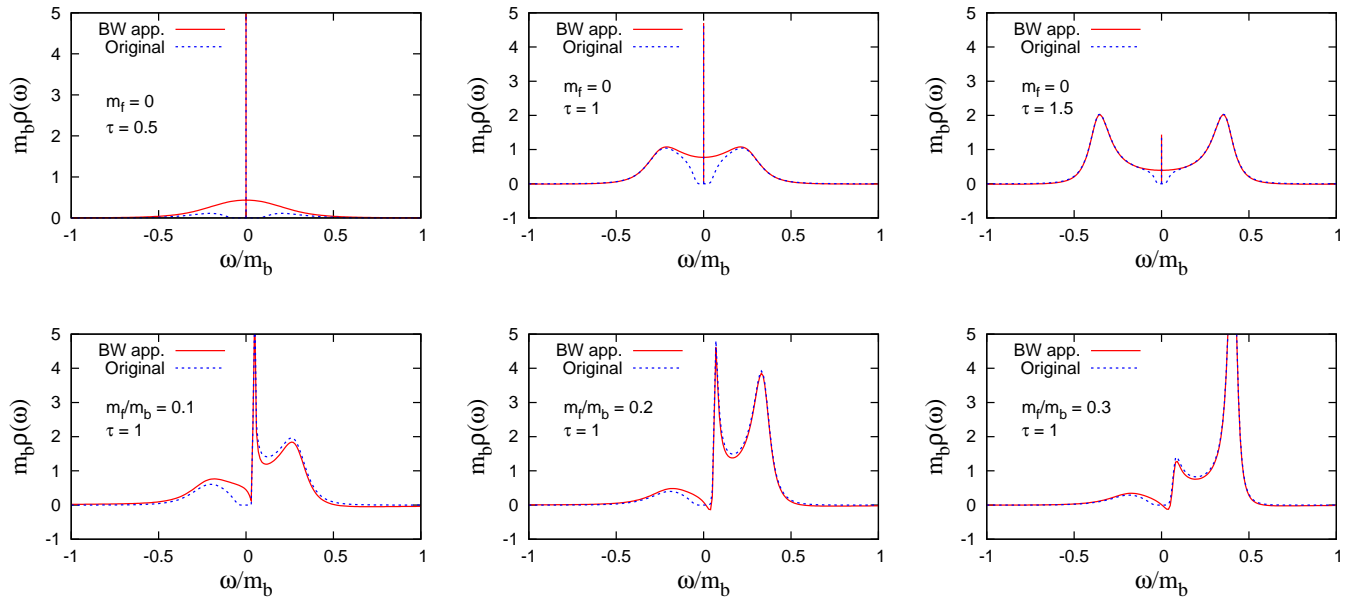 5
4
3
2
1
0
-1
-0.5
0
0.5
1
m_bρ(ω)
ω/m_b
BW app.
Original
m_f = 0
τ = 0.5
5
4
3
2
1
0
-1
-1
-0.5
0
0.5
1
m_bρ(ω)
ω/m_b
BW app.
Original
m_f = 0
τ = 1
5
4
3
2
1
0
-1
-1
-0.5
0
0.5
1
m_bρ(ω)
ω/m_b
BW app.
Original
m_f = 0
τ = 1.5
5
4
3
2
1
0
-1
-1
-0.5
0
0.5
1
m_bρ(ω)
ω/m_b
BW app.
Original
m_f/m_b = 0.1
τ = 1
5
4
3
2
1
0
-1
-1
-0.5
0
0.5
1
m_bρ(ω)
ω/m_b
BW app.
Original
m_f/m_b = 0.2
τ = 1
5
4
3
2
1
0
-1
-1
-0.5
0
0.5
1
m_bρ(ω)
ω/m_b
BW app.
Original
m_f/m_b = 0.3
τ = 1